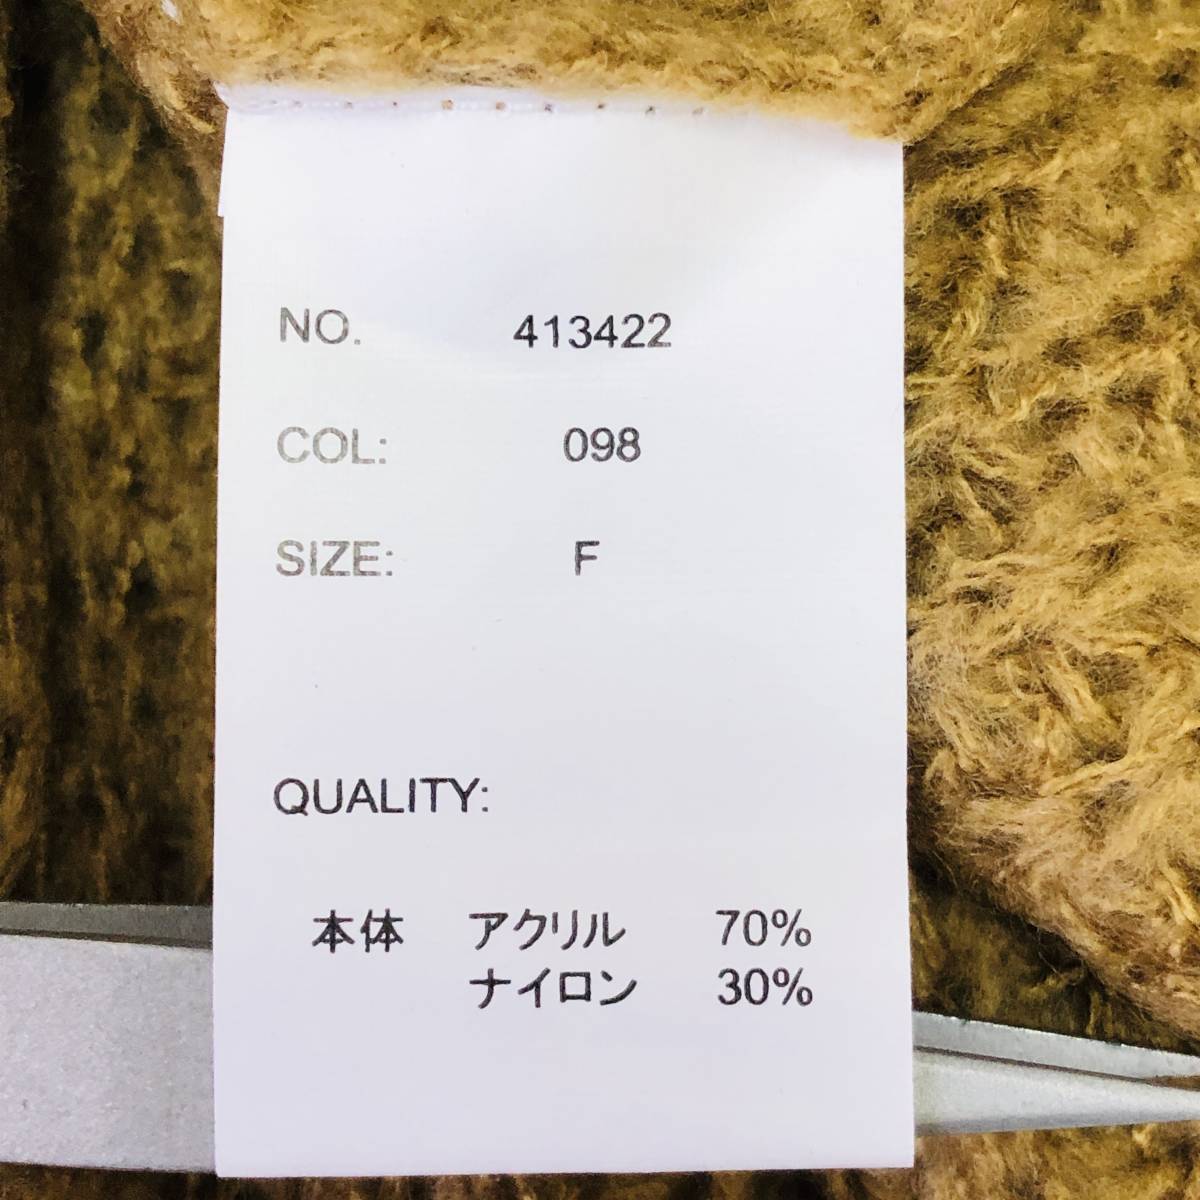 NO. 413422
COL: 098
SIZE: F
QUALITY:
本体 アクリル 70%
ナイロン 30%